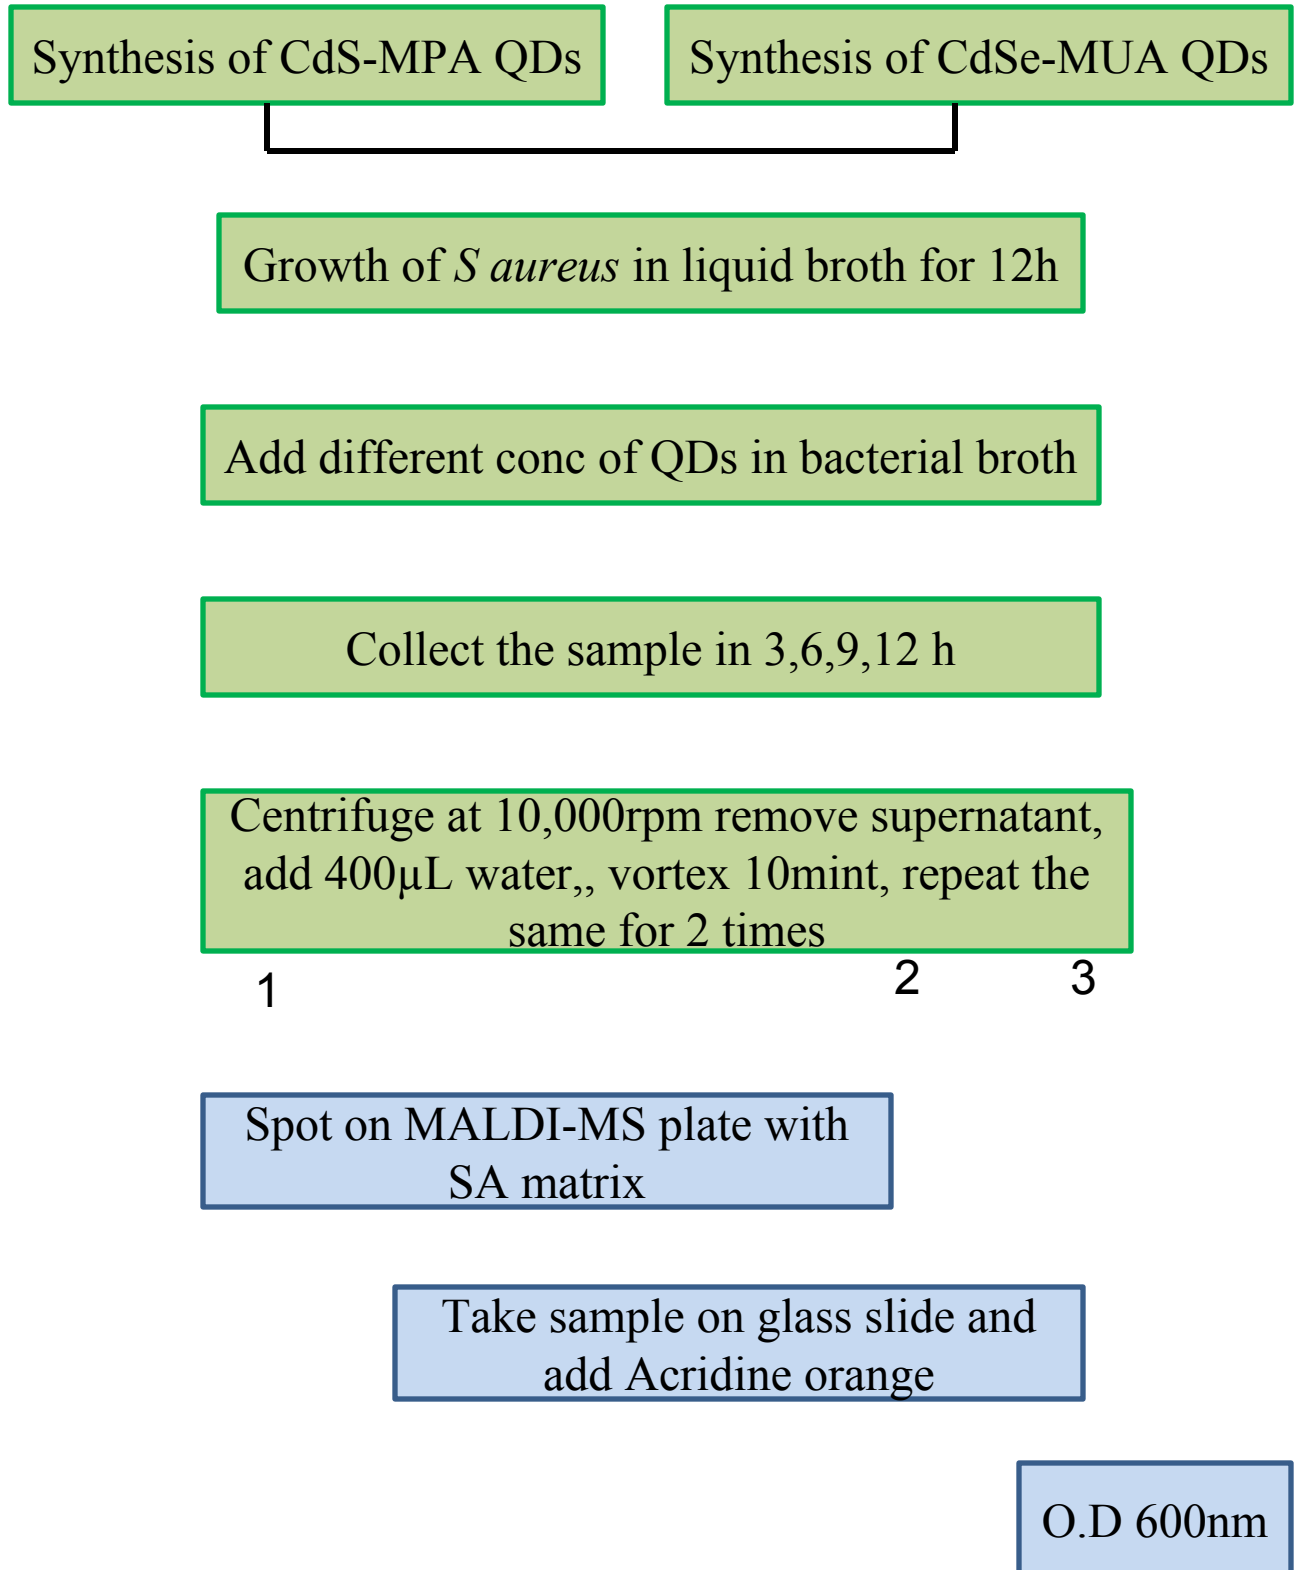 Synthesis of CdS-MPA QDs
Synthesis of CdSe-MUA QDs
Growth of S aureus in liquid broth for 12h
Add different conc of QDs in bacterial broth
Collect the sample in 3,6,9,12 h
Centrifuge at 10,000rpm remove supernatant,
add 400µL water,, vortex 10mint, repeat the
same for 2 times
1
2
3
Spot on MALDI-MS plate with
SA matrix
Take sample on glass slide and
add Acridine orange
O.D 600nm